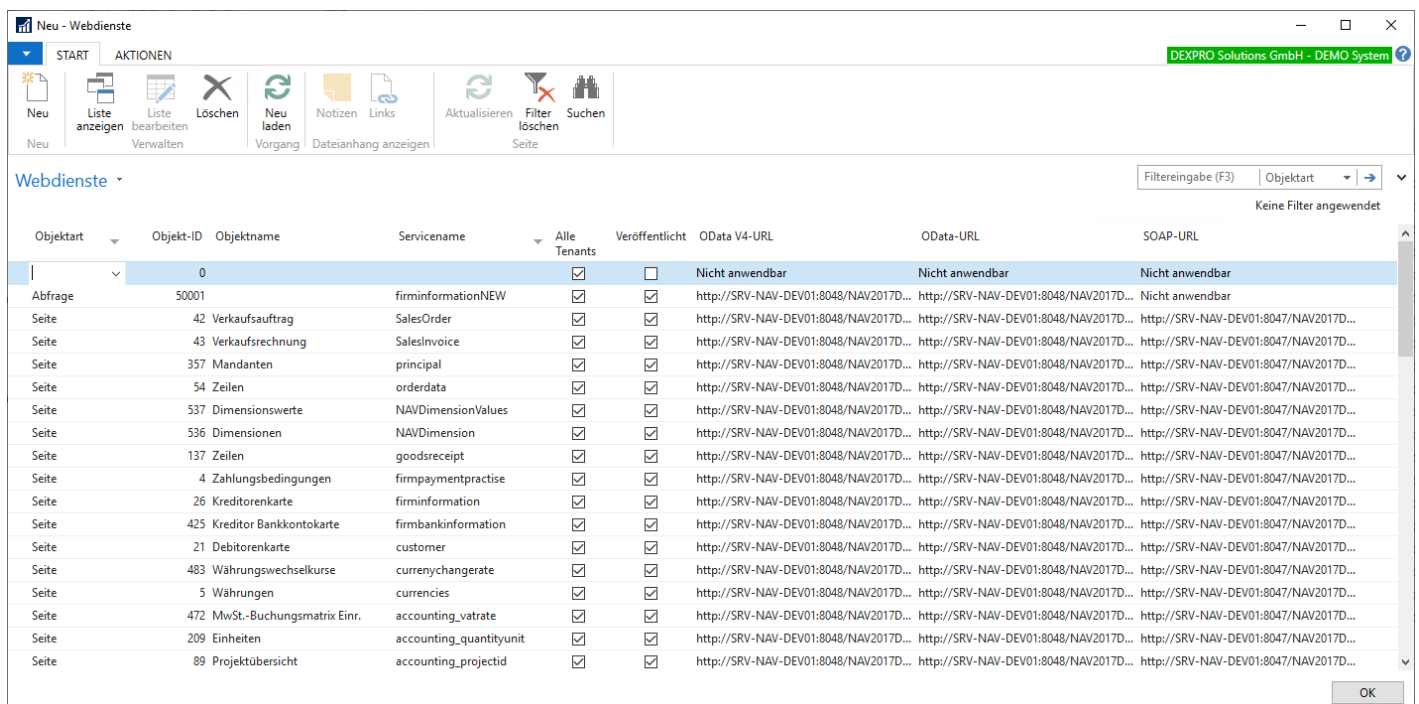 Neu - Webdienste
START AKTIONEN DEXPRO Solutions GmbH - DEMO System ?
Neu Liste anzeigen Liste bearbeiten Löschen Neu laden Notizen Links Aktualisieren Filter löschen Suchen
Neu Verwalten Vorgang Dateianhang anzeigen Seite
Webdienste Filtereingabe (F3) Objektart
Keine Filter angewendet
Objektart Objekt-ID Objektname Servicename Alle Tenants Veröffentlicht OData V4-URL OData-URL SOAP-URL
0 Nicht anwendbar Nicht anwendbar Nicht anwendbar
Abfrage 50001 firminformationNEW http://SRV-NAV-DEV01:8048/NAV2017D... http://SRV-NAV-DEV01:8048/NAV2017D... Nicht anwendbar
Seite 42 Verkaufsauftrag SalesOrder http://SRV-NAV-DEV01:8048/NAV2017D... http://SRV-NAV-DEV01:8048/NAV2017D... http://SRV-NAV-DEV01:8047/NAV2017D...
Seite 43 Verkaufsrechnung SalesInvoice http://SRV-NAV-DEV01:8048/NAV2017D... http://SRV-NAV-DEV01:8048/NAV2017D... http://SRV-NAV-DEV01:8047/NAV2017D...
Seite 357 Mandanten principal http://SRV-NAV-DEV01:8048/NAV2017D... http://SRV-NAV-DEV01:8048/NAV2017D... http://SRV-NAV-DEV01:8047/NAV2017D...
Seite 54 Zeilen orderdata http://SRV-NAV-DEV01:8048/NAV2017D... http://SRV-NAV-DEV01:8048/NAV2017D... http://SRV-NAV-DEV01:8047/NAV2017D...
Seite 537 Dimensionswerte NAVDimensionValues http://SRV-NAV-DEV01:8048/NAV2017D... http://SRV-NAV-DEV01:8048/NAV2017D... http://SRV-NAV-DEV01:8047/NAV2017D...
Seite 536 Dimensionen NAVDimension http://SRV-NAV-DEV01:8048/NAV2017D... http://SRV-NAV-DEV01:8048/NAV2017D... http://SRV-NAV-DEV01:8047/NAV2017D...
Seite 137 Zeilen goodsreceipt http://SRV-NAV-DEV01:8048/NAV2017D... http://SRV-NAV-DEV01:8048/NAV2017D... http://SRV-NAV-DEV01:8047/NAV2017D...
Seite 4 Zahlungsbedingungen firmpaymentpractise http://SRV-NAV-DEV01:8048/NAV2017D... http://SRV-NAV-DEV01:8048/NAV2017D... http://SRV-NAV-DEV01:8047/NAV2017D...
Seite 26 Kreditorenkarte firminformation http://SRV-NAV-DEV01:8048/NAV2017D... http://SRV-NAV-DEV01:8048/NAV2017D... http://SRV-NAV-DEV01:8047/NAV2017D...
Seite 425 Kreditor Bankkontokarte firmbankinformation http://SRV-NAV-DEV01:8048/NAV2017D... http://SRV-NAV-DEV01:8048/NAV2017D... http://SRV-NAV-DEV01:8047/NAV2017D...
Seite 21 Debitorenkarte customer http://SRV-NAV-DEV01:8048/NAV2017D... http://SRV-NAV-DEV01:8048/NAV2017D... http://SRV-NAV-DEV01:8047/NAV2017D...
Seite 483 Währungswechselkurse currenychangerate http://SRV-NAV-DEV01:8048/NAV2017D... http://SRV-NAV-DEV01:8048/NAV2017D... http://SRV-NAV-DEV01:8047/NAV2017D...
Seite 5 Währungen currencies http://SRV-NAV-DEV01:8048/NAV2017D... http://SRV-NAV-DEV01:8048/NAV2017D... http://SRV-NAV-DEV01:8047/NAV2017D...
Seite 472 MwSt.-Buchungsmatrix Einr. accounting_vatrate http://SRV-NAV-DEV01:8048/NAV2017D... http://SRV-NAV-DEV01:8048/NAV2017D... http://SRV-NAV-DEV01:8047/NAV2017D...
Seite 209 Einheiten accounting_quantityunit http://SRV-NAV-DEV01:8048/NAV2017D... http://SRV-NAV-DEV01:8048/NAV2017D... http://SRV-NAV-DEV01:8047/NAV2017D...
Seite 89 Projektübersicht accounting_projectid http://SRV-NAV-DEV01:8048/NAV2017D... http://SRV-NAV-DEV01:8048/NAV2017D... http://SRV-NAV-DEV01:8047/NAV2017D...
OK